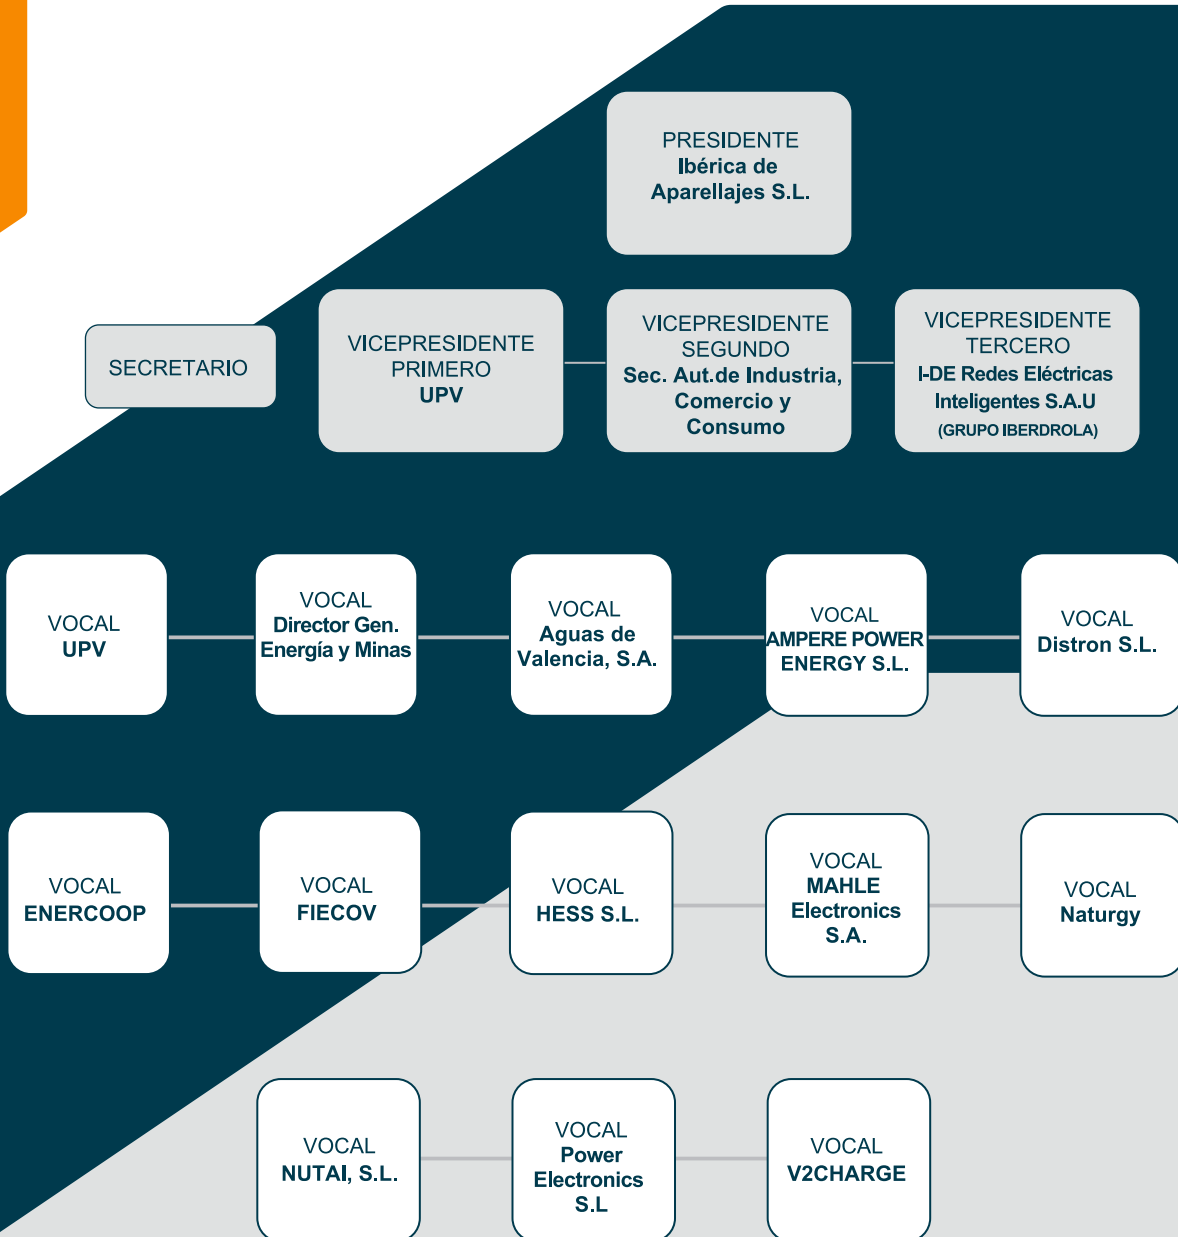 PRESIDENTE
Ibérica de
Aparellajes S.L.
SECRETARIO
VICEPRESIDENTE
PRIMERO
UPV
VICEPRESIDENTE
SEGUNDO
Sec. Aut.de Industria,
Comercio y
Consumo
VICEPRESIDENTE
TERCERO
I-DE Redes Eléctricas
Inteligentes S.A.U
(GRUPO IBERDROLA)
VOCAL
UPV
VOCAL
Director Gen.
Energía y Minas
VOCAL
Aguas de
Valencia, S.A.
VOCAL
AMPERE POWER
ENERGY S.L.
VOCAL
Distron S.L.
VOCAL
ENERCOOP
VOCAL
FIECOV
VOCAL
HESS S.L.
VOCAL
MAHLE
Electronics
S.A.
VOCAL
Naturgy
VOCAL
NUTAI, S.L.
VOCAL
Power
Electronics
S.L
VOCAL
V2CHARGE